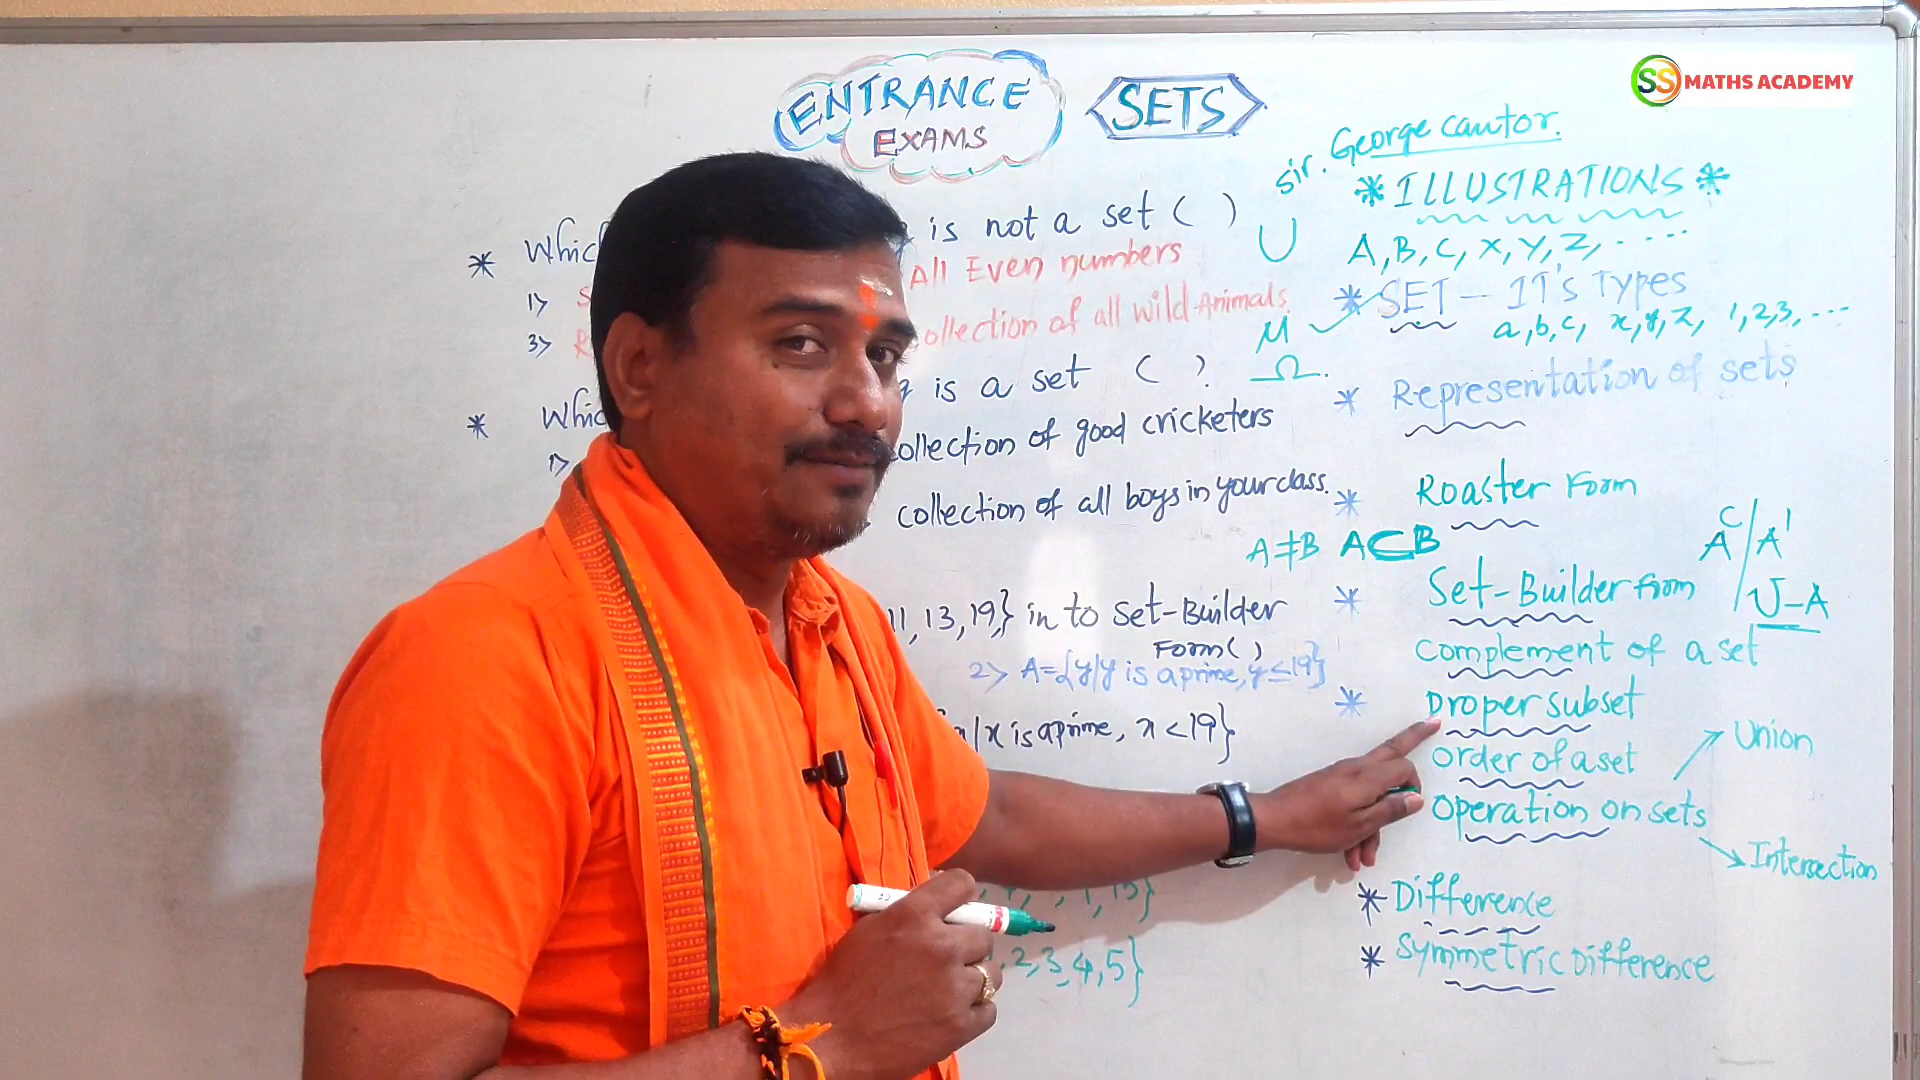 SS MATHS ACADEMY
ENTRANCE
EXAMS
SETS
Sir. George Cantor.
* ILLUSTRATIONS *
A, B, C, X, Y, Z, .....
* SET - IT's Types
a, b, c, x, y, z, 1, 2, 3, ...
* Representation of sets
* Roaster Form
A≠B A⊂B
* Set-Builder form
Complement of a set
* Proper subset
order of a set
Operation on sets
Union
Intersection
* Difference
* Symmetric Difference
A^C / A'
U-A
U
μ
Ω.
* is not a set ( )
1> All Even numbers
3> collection of all wild Animals.
* is a set ( ).
1> collection of good cricketers
collection of all boys in your class.
11, 13, 19,} in to Set-Builder
Form( )
2> A={y/y is a prime, y≤19}
/x is a prime, x<19}
15}
2, 3, 4, 5}